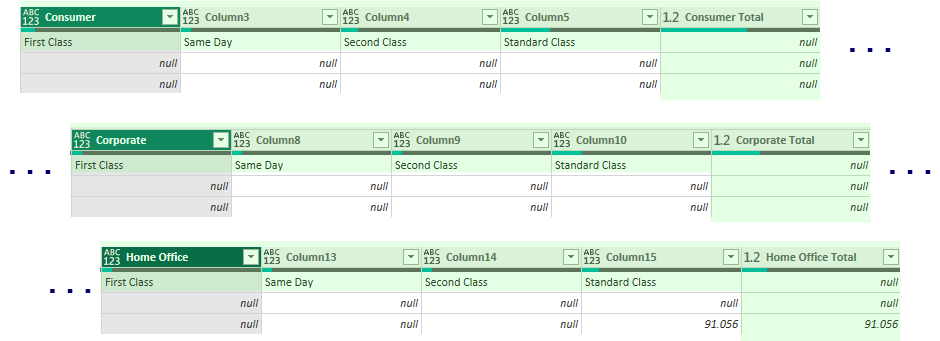 ABC 123 Consumer ABC 123 Column3 ABC 123 Column4 ABC 123 Column5 1.2 Consumer Total
First Class Same Day Second Class Standard Class null
null null null null null
null null null null null
...
ABC 123 Corporate ABC 123 Column8 ABC 123 Column9 ABC 123 Column10 1.2 Corporate Total
... First Class Same Day Second Class Standard Class null ...
null null null null null
null null null null null
ABC 123 Home Office ABC 123 Column13 ABC 123 Column14 ABC 123 Column15 1.2 Home Office Total
... First Class Same Day Second Class Standard Class null
null null null null null
null null null 91.056 91.056